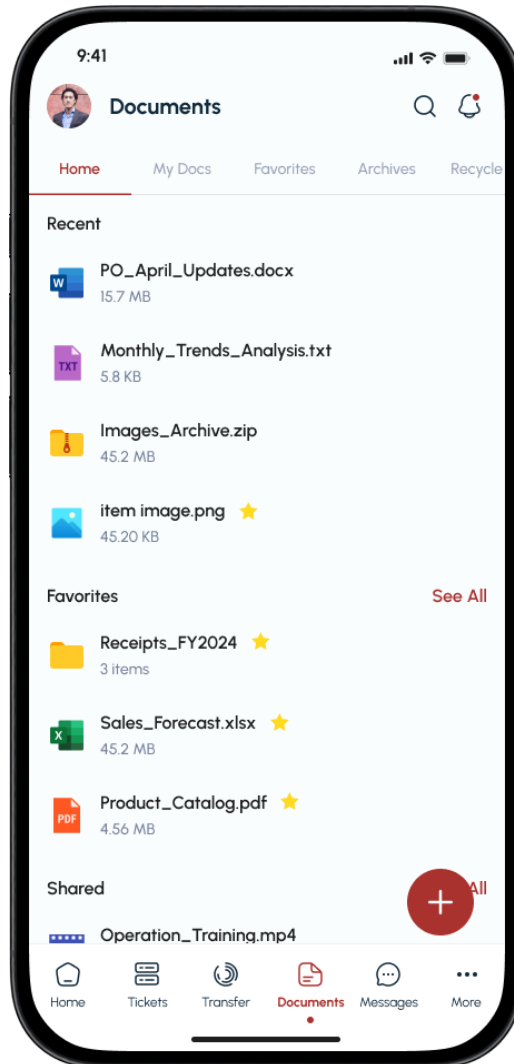 9:41
Documents
Home My Docs Favorites Archives Recycle
Recent
W
PO_April_Updates.docx
15.7 MB
TXT
Monthly_Trends_Analysis.txt
5.8 KB
Images_Archive.zip
45.2 MB
item image.png
45.20 KB
Favorites See All
Receipts_FY2024
3 items
X
Sales_Forecast.xlsx
45.2 MB
PDF
Product_Catalog.pdf
4.56 MB
Shared All
Operation_Training.mp4
Home Tickets Transfer Documents Messages More